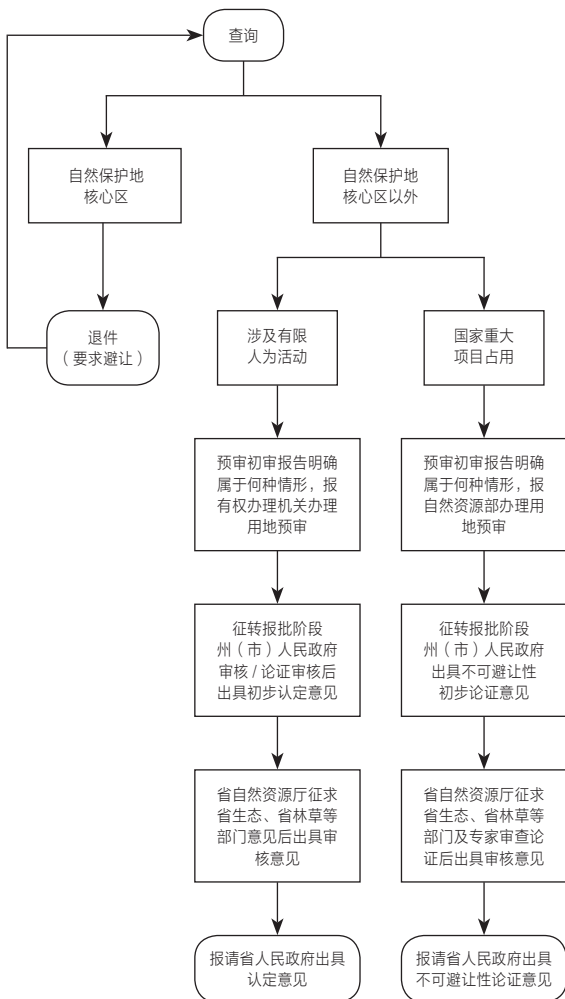 查询
自然保护地
核心区
自然保护地
核心区以外
退件
（要求避让）
涉及有限
人为活动
国家重大
项目占用
预审初审报告明确
属于何种情形，报
有权办理机关办理
用地预审
预审初审报告明确
属于何种情形，报
自然资源部办理用
地预审
征转报批阶段
州（市）人民政府
审核 / 论证审核后
出具初步认定意见
征转报批阶段
州（市）人民政府
出具不可避让性
初步论证意见
省自然资源厅征求
省生态、省林草等
部门意见后出具审
核意见
省自然资源厅征求
省生态、省林草等
部门及专家审查论
证后出具审核意见
报请省人民政府出具
认定意见
报请省人民政府出具
不可避让性论证意见